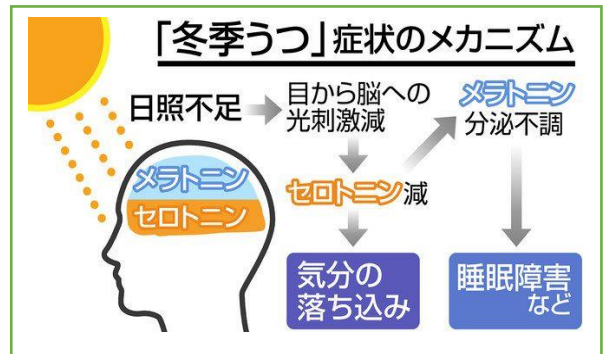 「冬季うつ」症状のメカニズム
日照不足
目から脳への
光刺激減
メラトニン
分泌不調
メラトニン
セロトニン
セロトニン減
気分の
落ち込み
睡眠障害
など